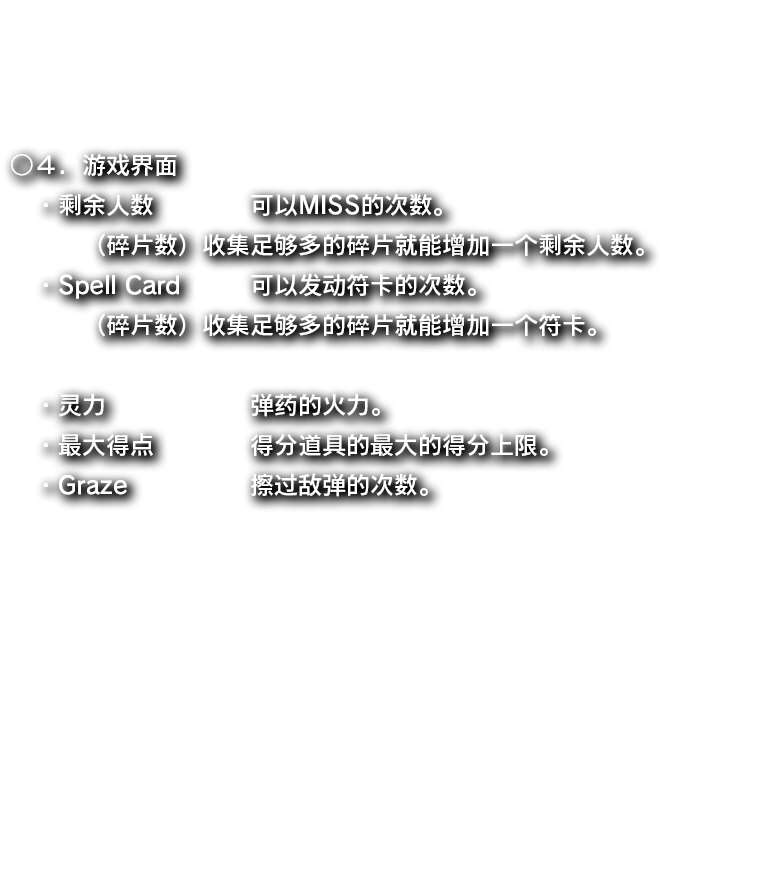 ○４．游戏界面
・剩余人数 可以MISS的次数。
（碎片数）收集足够多的碎片就能增加一个剩余人数。
・Spell Card 可以发动符卡的次数。
（碎片数）收集足够多的碎片就能增加一个符卡。
・灵力 弹药的火力。
・最大得点 得分道具的最大的得分上限。
・Graze 擦过敌弹的次数。